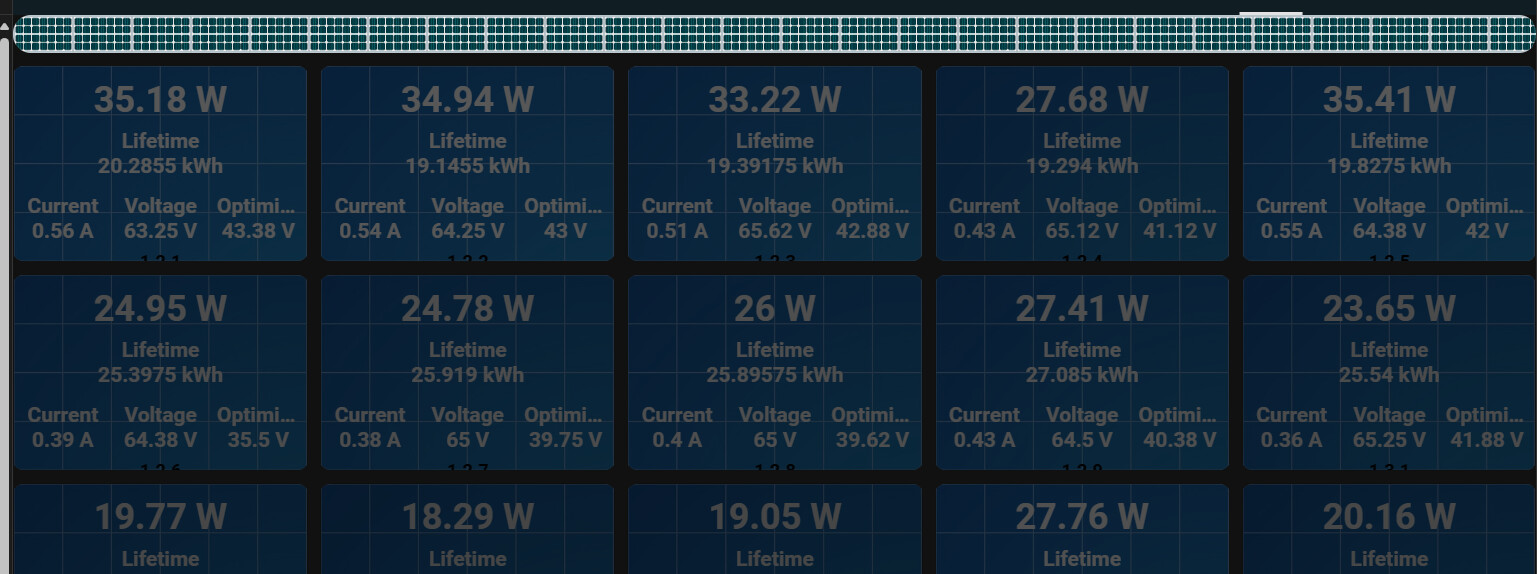 35.18 W 34.94 W 33.22 W 27.68 W 35.41 W
Lifetime Lifetime Lifetime Lifetime Lifetime
20.2855 kWh 19.1455 kWh 19.39175 kWh 19.294 kWh 19.8275 kWh
Current Voltage Optimi... Current Voltage Optimi... Current Voltage Optimi... Current Voltage Optimi... Current Voltage Optimi...
0.56 A 63.25 V 43.38 V 0.54 A 64.25 V 43 V 0.51 A 65.62 V 42.88 V 0.43 A 65.12 V 41.12 V 0.55 A 64.38 V 42 V
1.2.1 1.2.2 1.2.3 1.2.4 1.2.5
24.95 W 24.78 W 26 W 27.41 W 23.65 W
Lifetime Lifetime Lifetime Lifetime Lifetime
25.3975 kWh 25.919 kWh 25.89575 kWh 27.085 kWh 25.54 kWh
Current Voltage Optimi... Current Voltage Optimi... Current Voltage Optimi... Current Voltage Optimi... Current Voltage Optimi...
0.39 A 64.38 V 35.5 V 0.38 A 65 V 39.75 V 0.4 A 65 V 39.62 V 0.43 A 64.5 V 40.38 V 0.36 A 65.25 V 41.88 V
1.2.6 1.2.7 1.2.8 1.2.9 1.3.1
19.77 W 18.29 W 19.05 W 27.76 W 20.16 W
Lifetime Lifetime Lifetime Lifetime Lifetime